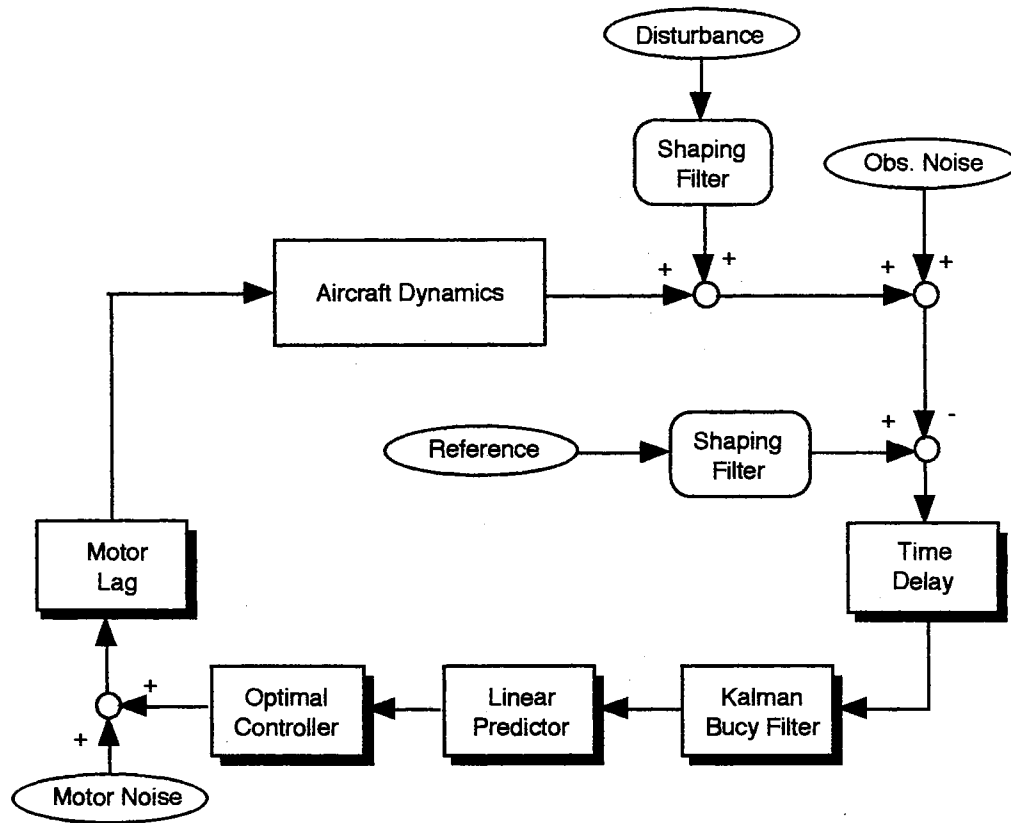 Disturbance
Shaping
Filter
Obs. Noise
+
+
+
+
Aircraft Dynamics
+
-
Reference
Shaping
Filter
Motor
Lag
Time
Delay
+
Optimal
Controller
Linear
Predictor
Kalman
Bucy Filter
+
Motor Noise